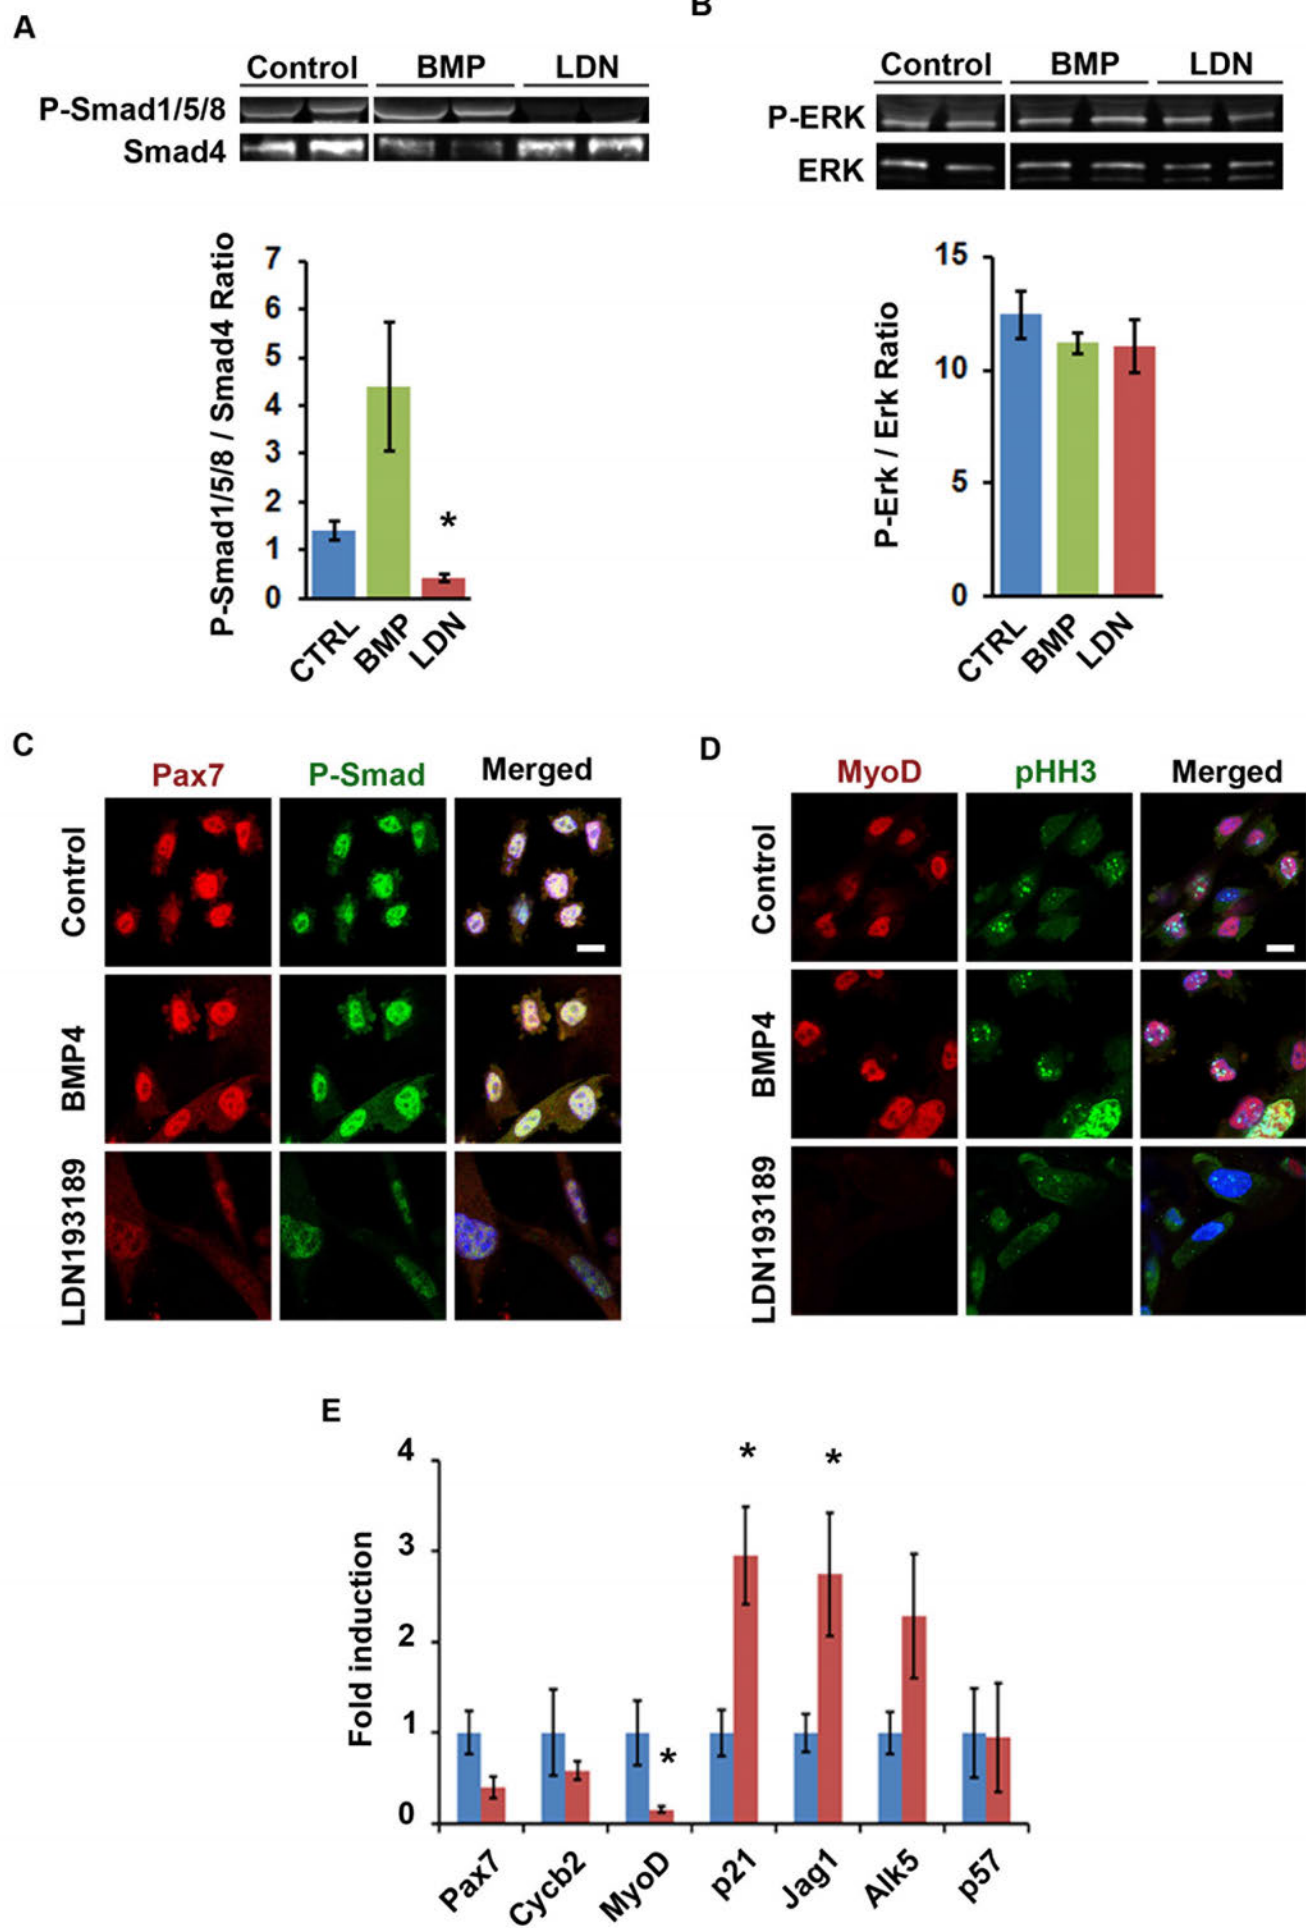 A
Control BMP LDN
P-Smad1/5/8
Smad4
P-Smad1/5/8 / Smad4 Ratio
7
6
5
4
3
2
1
0
*
CTRL BMP LDN
B
Control BMP LDN
P-ERK
ERK
P-Erk / Erk Ratio
15
10
5
0
CTRL BMP LDN
C
Pax7 P-Smad Merged
Control
BMP4
LDN193189
D
MyoD pHH3 Merged
Control
BMP4
LDN193189
E
Fold induction
4
3
2
1
0
* * *
Pax7 Cycb2 MyoD p21 Jag1 Alk5 p57